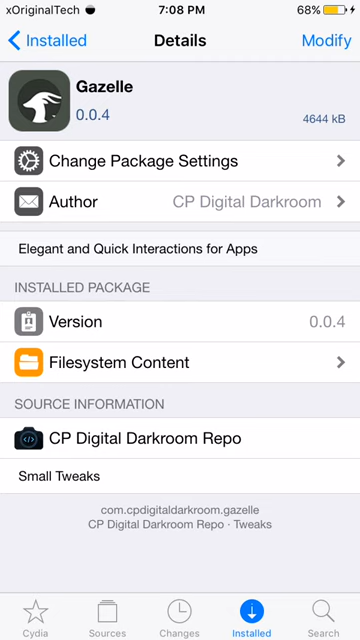 xOriginalTech 7:08 PM 68%
Installed Details Modify
Gazelle
0.0.4 4644 kB
Change Package Settings
Author CP Digital Darkroom
Elegant and Quick Interactions for Apps
INSTALLED PACKAGE
Version 0.0.4
Filesystem Content
SOURCE INFORMATION
</> CP Digital Darkroom Repo
Small Tweaks
com.cpdigitaldarkroom.gazelle
CP Digital Darkroom Repo · Tweaks
Cydia Sources Changes Installed Search